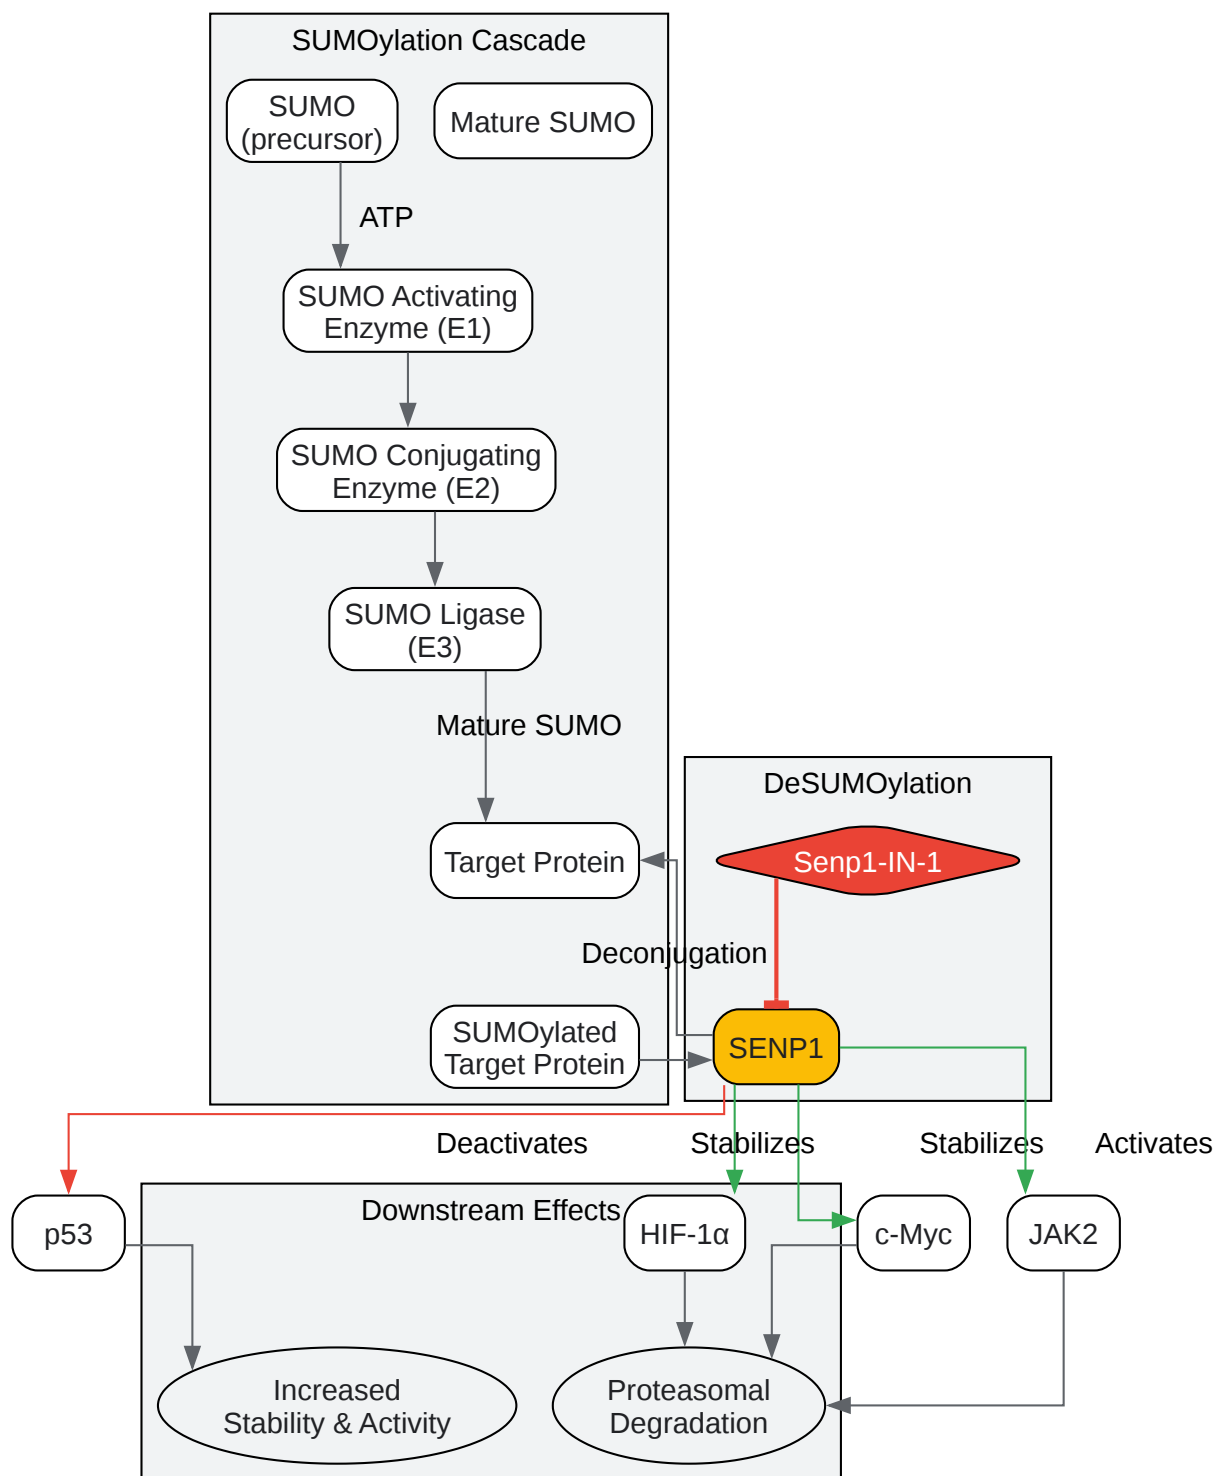 SUMOylation Cascade
SUMO
(precursor)
Mature SUMO
ATP
SUMO Activating
Enzyme (E1)
SUMO Conjugating
Enzyme (E2)
SUMO Ligase
(E3)
Mature SUMO
DeSUMOylation
Target Protein
Senp1-IN-1
Deconjugation
SUMOylated
Target Protein
SENP1
Deactivates
Stabilizes
Stabilizes
Activates
Downstream Effects
p53
HIF-1α
c-Myc
JAK2
Increased
Stability & Activity
Proteasomal
Degradation